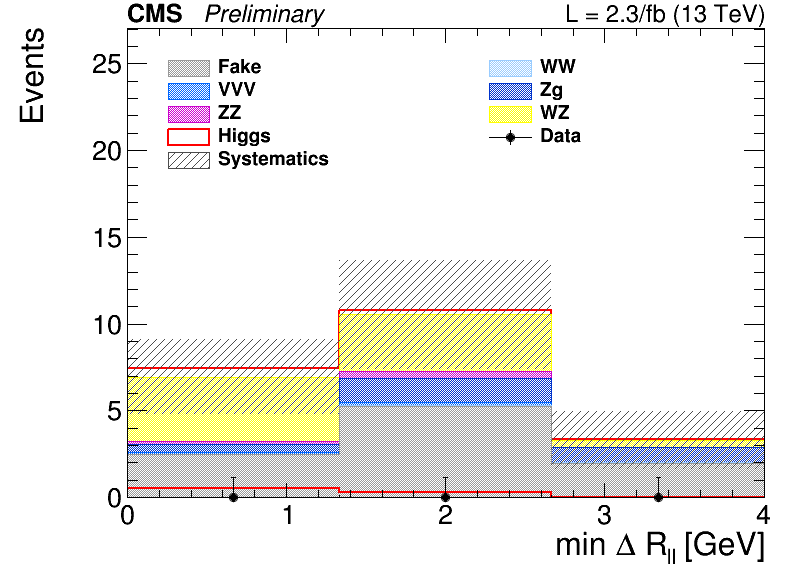 CMS Preliminary L = 2.3/fb (13 TeV)
Events
25
20
15
10
5
0
Fake WW
VVV Zg
ZZ WZ
Higgs Data
Systematics
0 1 2 3 4
min Δ R_ll [GeV]